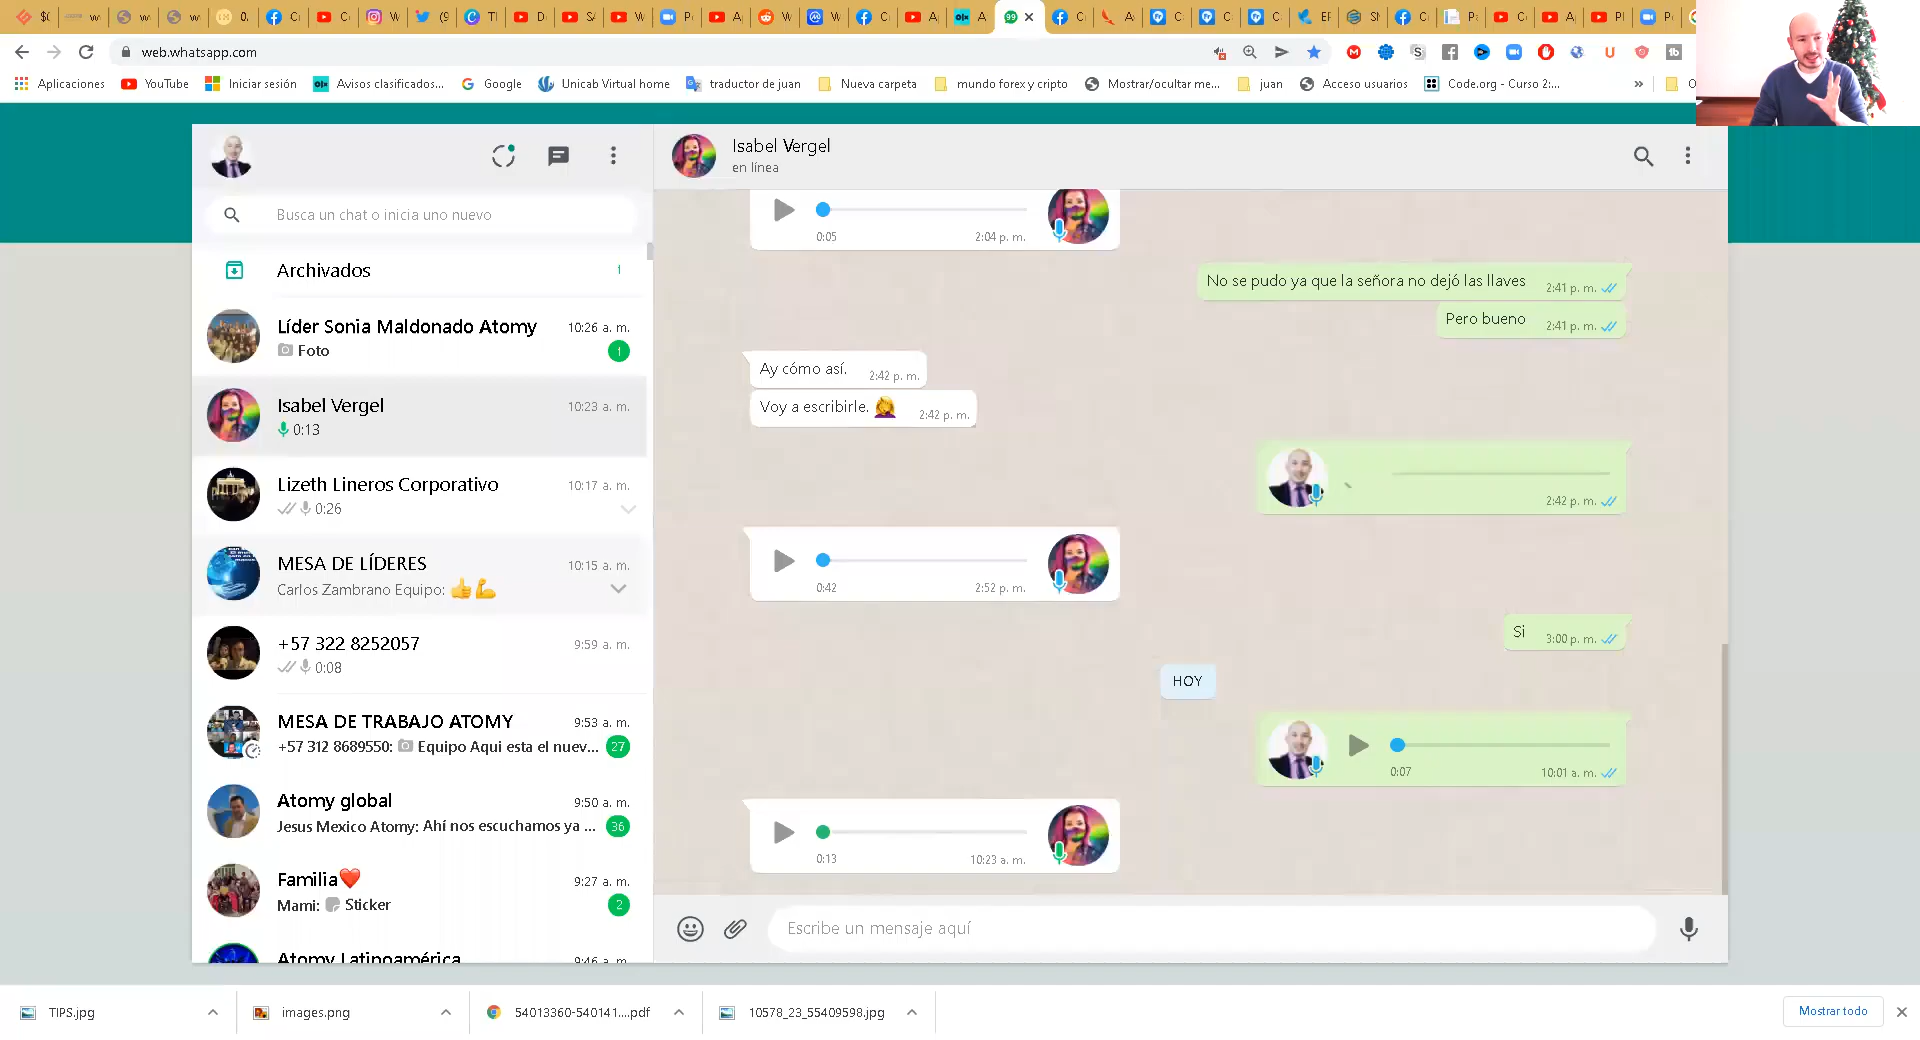 web.whatsapp.com
Aplicaciones
YouTube
Iniciar sesión
Avisos clasificados...
Google
Unicab Virtual home
traductor de juan
Nueva carpeta
mundo forex y cripto
Mostrar/ocultar me...
juan
Acceso usuarios
Code.org - Curso 2:...
»
Isabel Vergel
en línea
Busca un chat o inicia uno nuevo
Archivados
1
Líder Sonia Maldonado Atomy
10:26 a. m.
Foto
1
Isabel Vergel
10:23 a. m.
0:13
Lizeth Lineros Corporativo
10:17 a. m.
0:26
MESA DE LÍDERES
10:15 a. m.
Carlos Zambrano Equipo: 👍💪
+57 322 8252057
9:59 a. m.
0:08
MESA DE TRABAJO ATOMY
9:53 a. m.
+57 312 8689550: Equipo Aqui esta el nuev...
27
Atomy global
9:50 a. m.
Jesus Mexico Atomy: Ahí nos escuchamos ya ...
36
Familia❤️
9:27 a. m.
Mami: Sticker
2
Atomy Latinoamérica
9:46 a. m.
0:05
2:04 p. m.
No se pudo ya que la señora no dejó las llaves 2:41 p. m.
Pero bueno 2:41 p. m.
Ay cómo así. 2:42 p. m.
Voy a escribirle. 🤦‍♀️ 2:42 p. m.
2:42 p. m.
0:42
2:52 p. m.
Si 3:00 p. m.
HOY
0:07
10:01 a. m.
0:13
10:23 a. m.
Escribe un mensaje aquí
TIPS.jpg
images.png
54013360-540141....pdf
10578_23_55409598.jpg
Mostrar todo